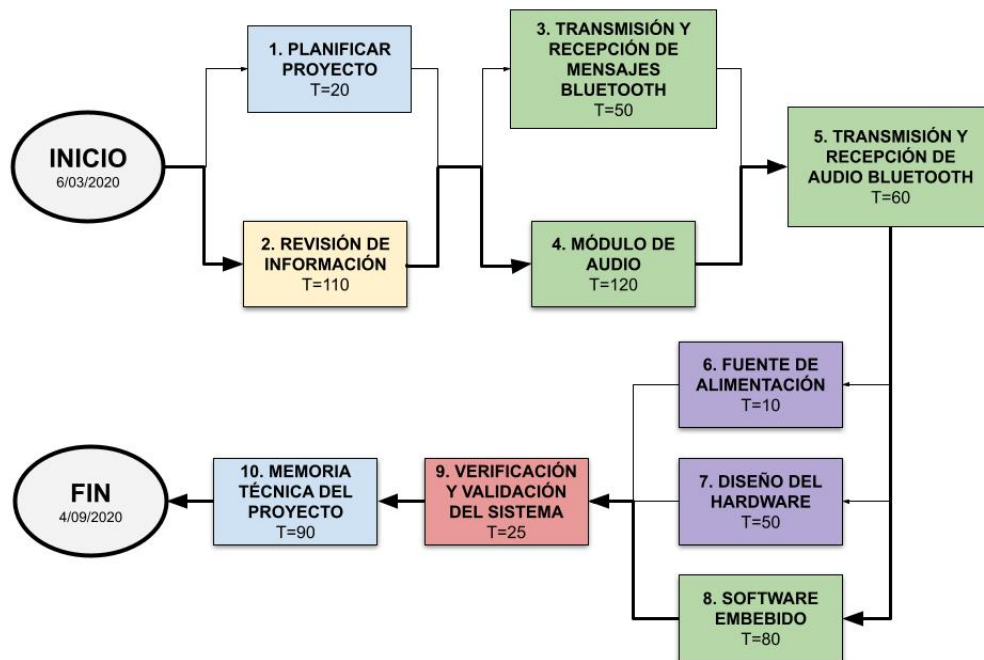 INICIO
6/03/2020
1. PLANIFICAR
PROYECTO
T=20
2. REVISIÓN DE
INFORMACIÓN
T=110
3. TRANSMISIÓN Y
RECEPCIÓN DE
MENSAJES
BLUETOOTH
T=50
4. MÓDULO DE
AUDIO
T=120
5. TRANSMISIÓN Y
RECEPCIÓN DE
AUDIO BLUETOOTH
T=60
6. FUENTE DE
ALIMENTACIÓN
T=10
7. DISEÑO DEL
HARDWARE
T=50
8. SOFTWARE
EMBEBIDO
T=80
9. VERIFICACIÓN
Y VALIDACIÓN
DEL SISTEMA
T=25
10. MEMORIA
TÉCNICA DEL
PROYECTO
T=90
FIN
4/09/2020